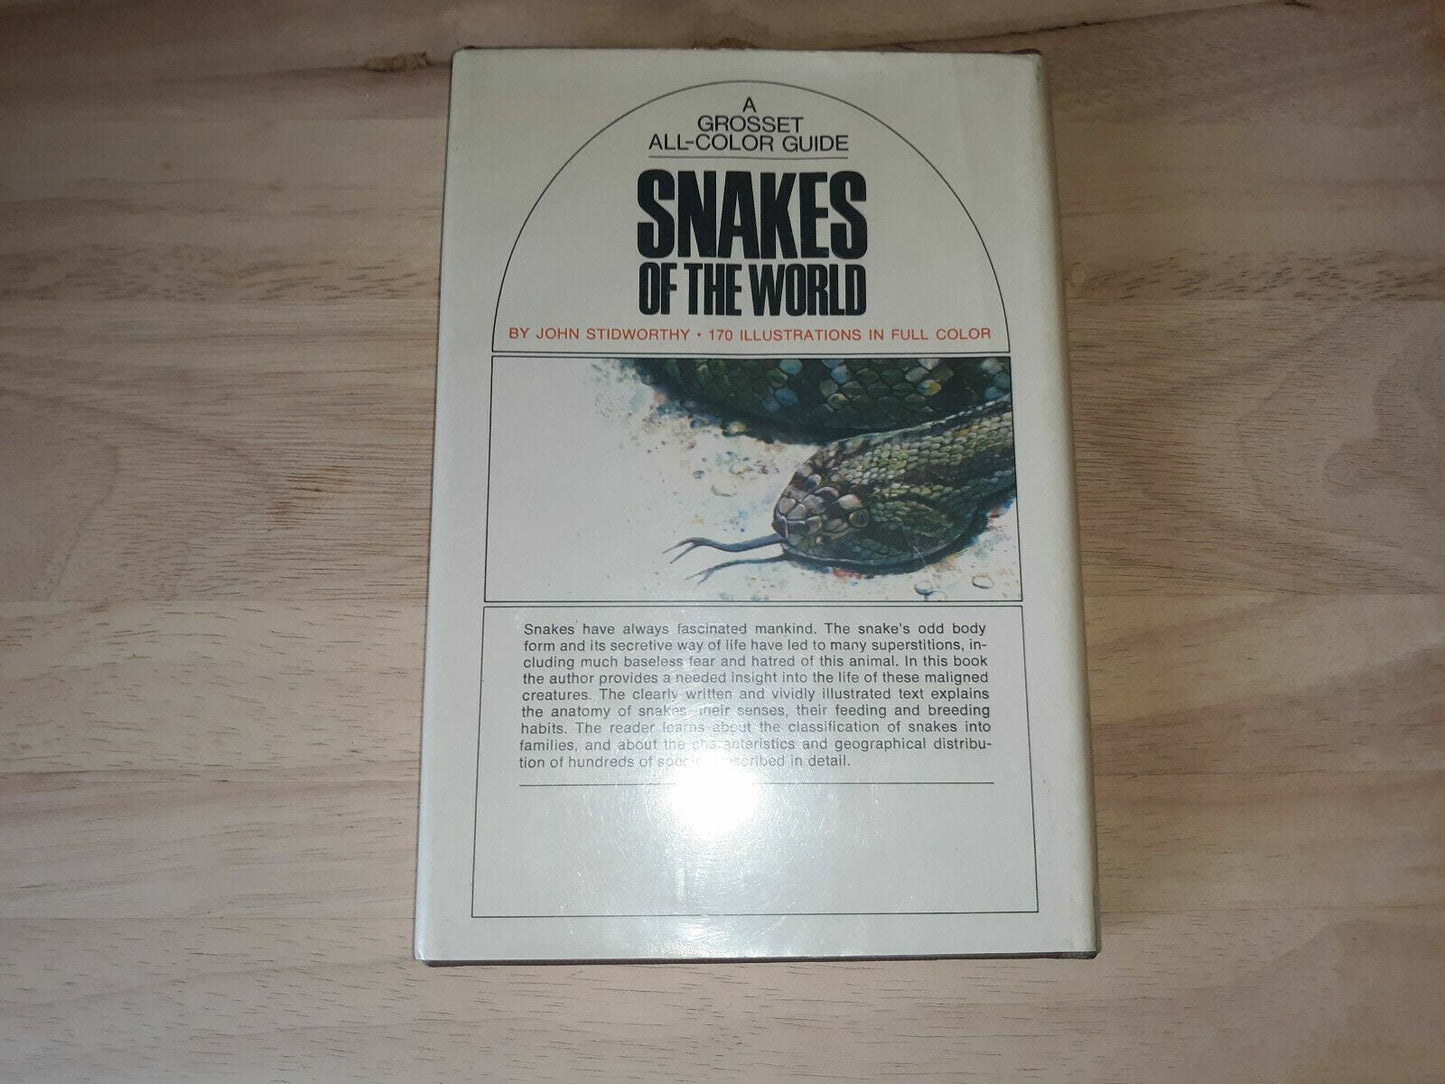 A
GROSSET
ALL-COLOR GUIDE
SNAKES
OF THE WORLD
BY JOHN STIDWORTHY • 170 ILLUSTRATIONS IN FULL COLOR
Snakes have always fascinated mankind. The snake's odd body
form and its secretive way of life have led to many superstitions, in-
cluding much baseless fear and hatred of this animal. In this book
the author provides a needed insight into the life of these maligned
creatures. The clearly written and vividly illustrated text explains
the anatomy of snakes, their senses, their feeding and breeding
habits. The reader learns about the classification of snakes into
families, and about the characteristics and geographical distribu-
tion of hundreds of species described in detail.